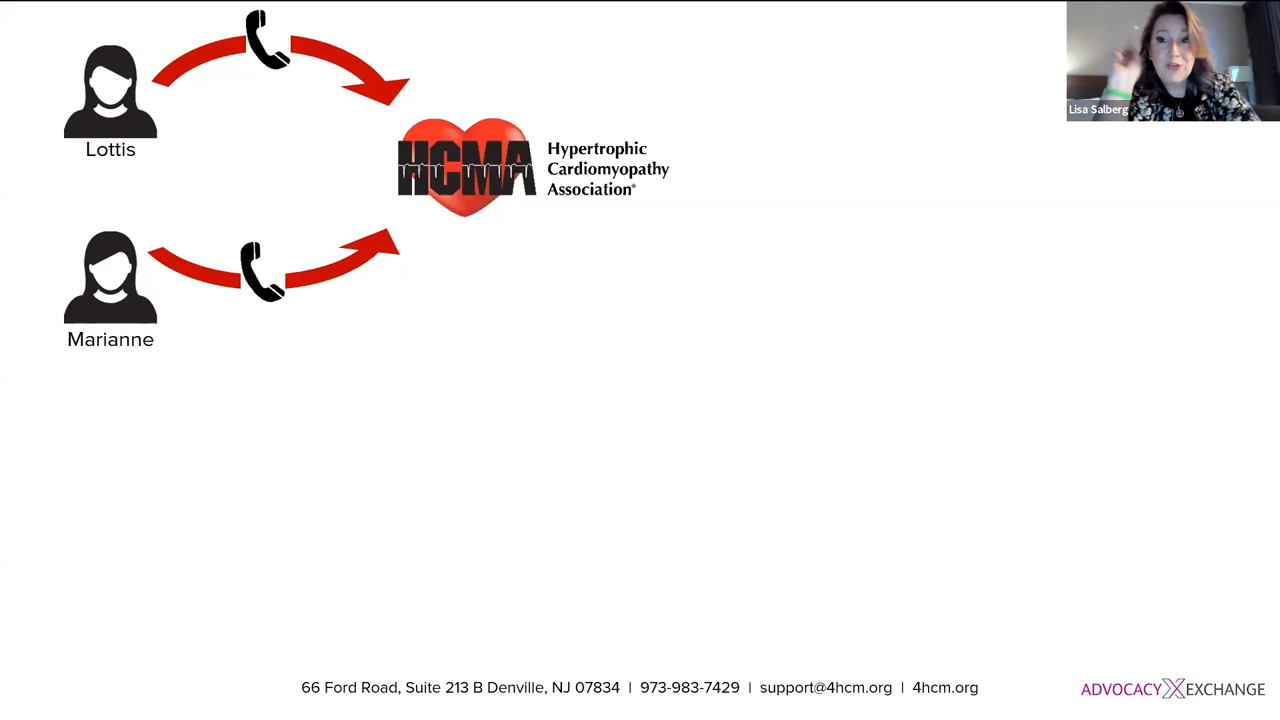 Lottis
Marianne
HCMA
Hypertrophic
Cardiomyopathy
Association®
Lisa Salberg
66 Ford Road, Suite 213 B Denville, NJ 07834 | 973-983-7429 | support@4hcm.org | 4hcm.org
ADVOCACY X EXCHANGE